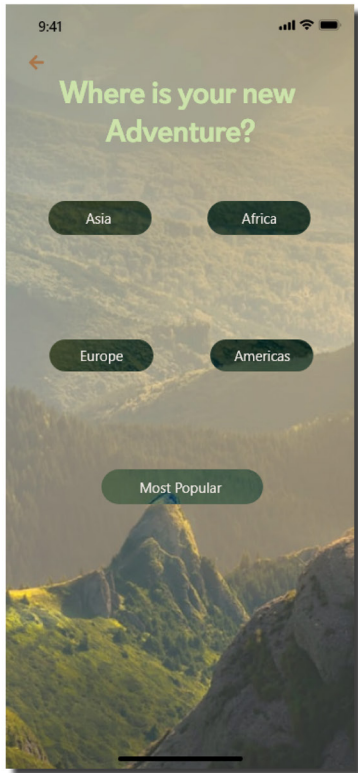 9:41
Where is your new
Adventure?
Asia
Africa
Europe
Americas
Most Popular